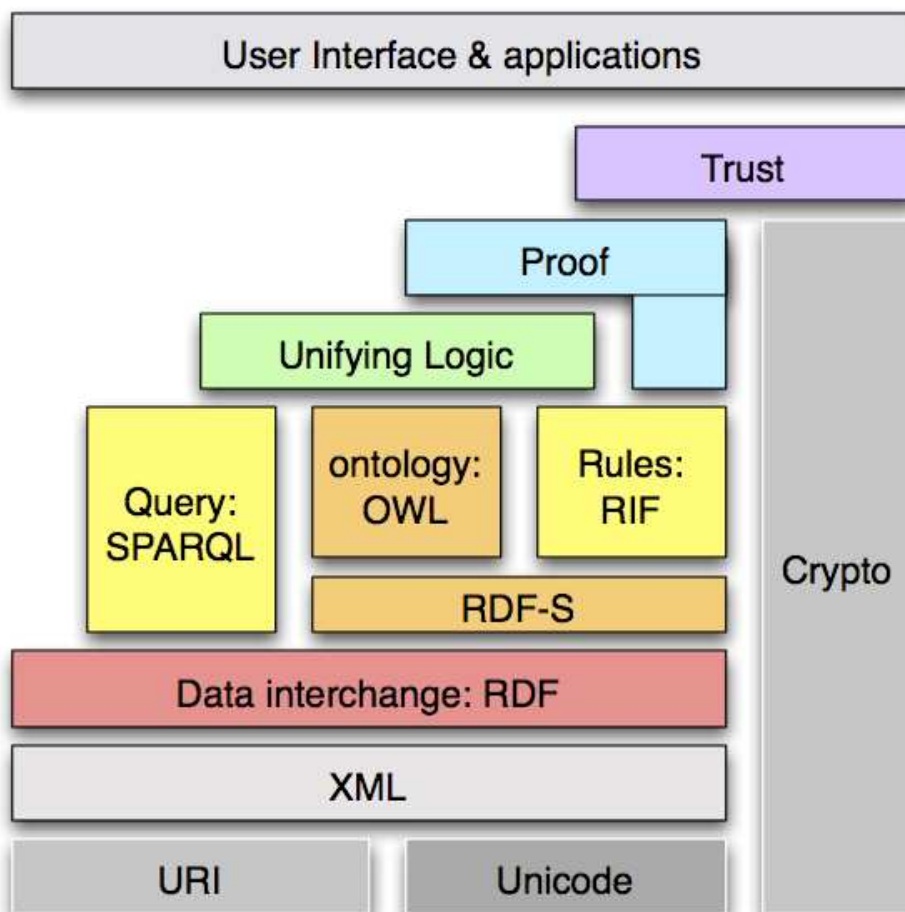 User Interface & applications
Trust
Proof
Unifying Logic
Query:
SPARQL
ontology:
OWL
Rules:
RIF
Crypto
RDF-S
Data interchange: RDF
XML
URI
Unicode